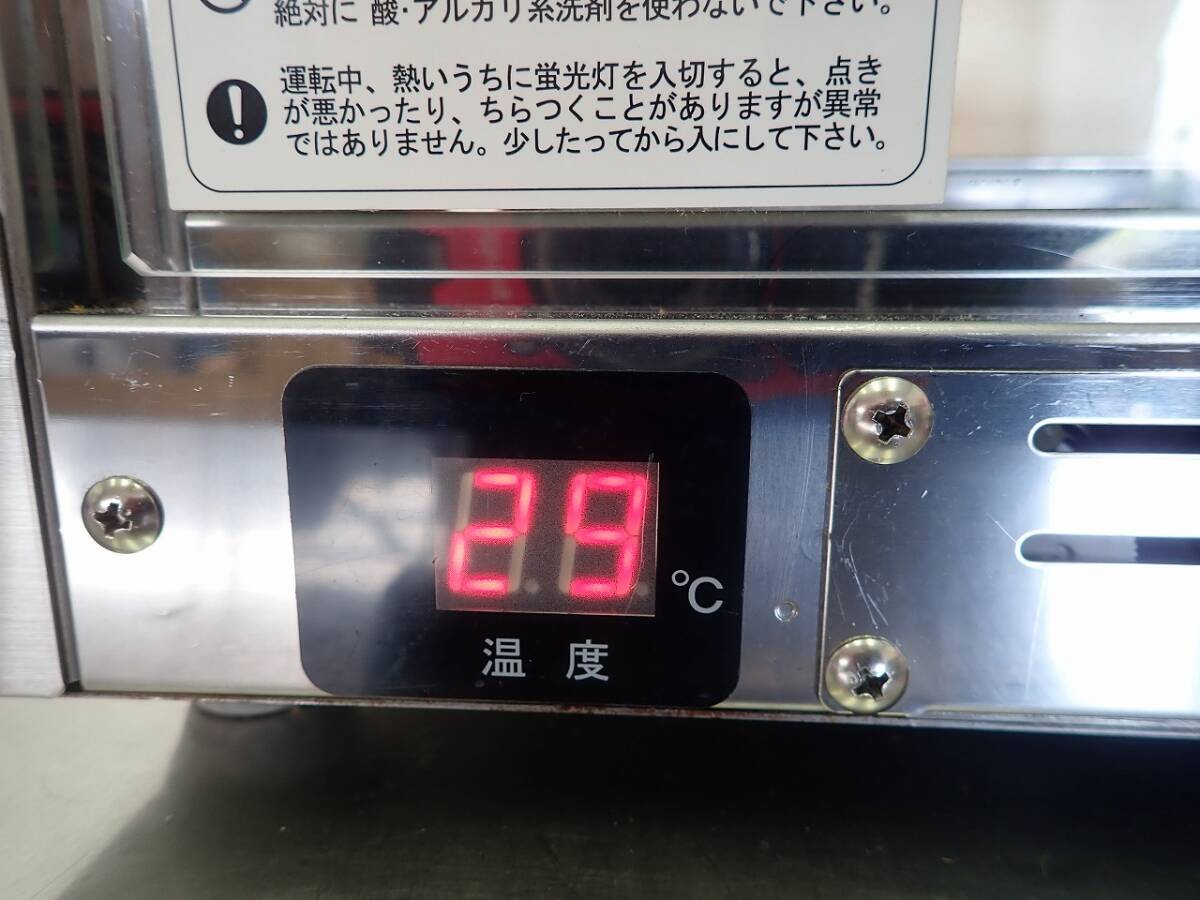 絶対に 酸・アルカリ系洗剤を使わないで下さい。
運転中、熱いうちに蛍光灯を入切すると、点き
が悪かったり、ちらつくことがありますが異常
ではありません。少したってから入にして下さい。
29
℃
温度